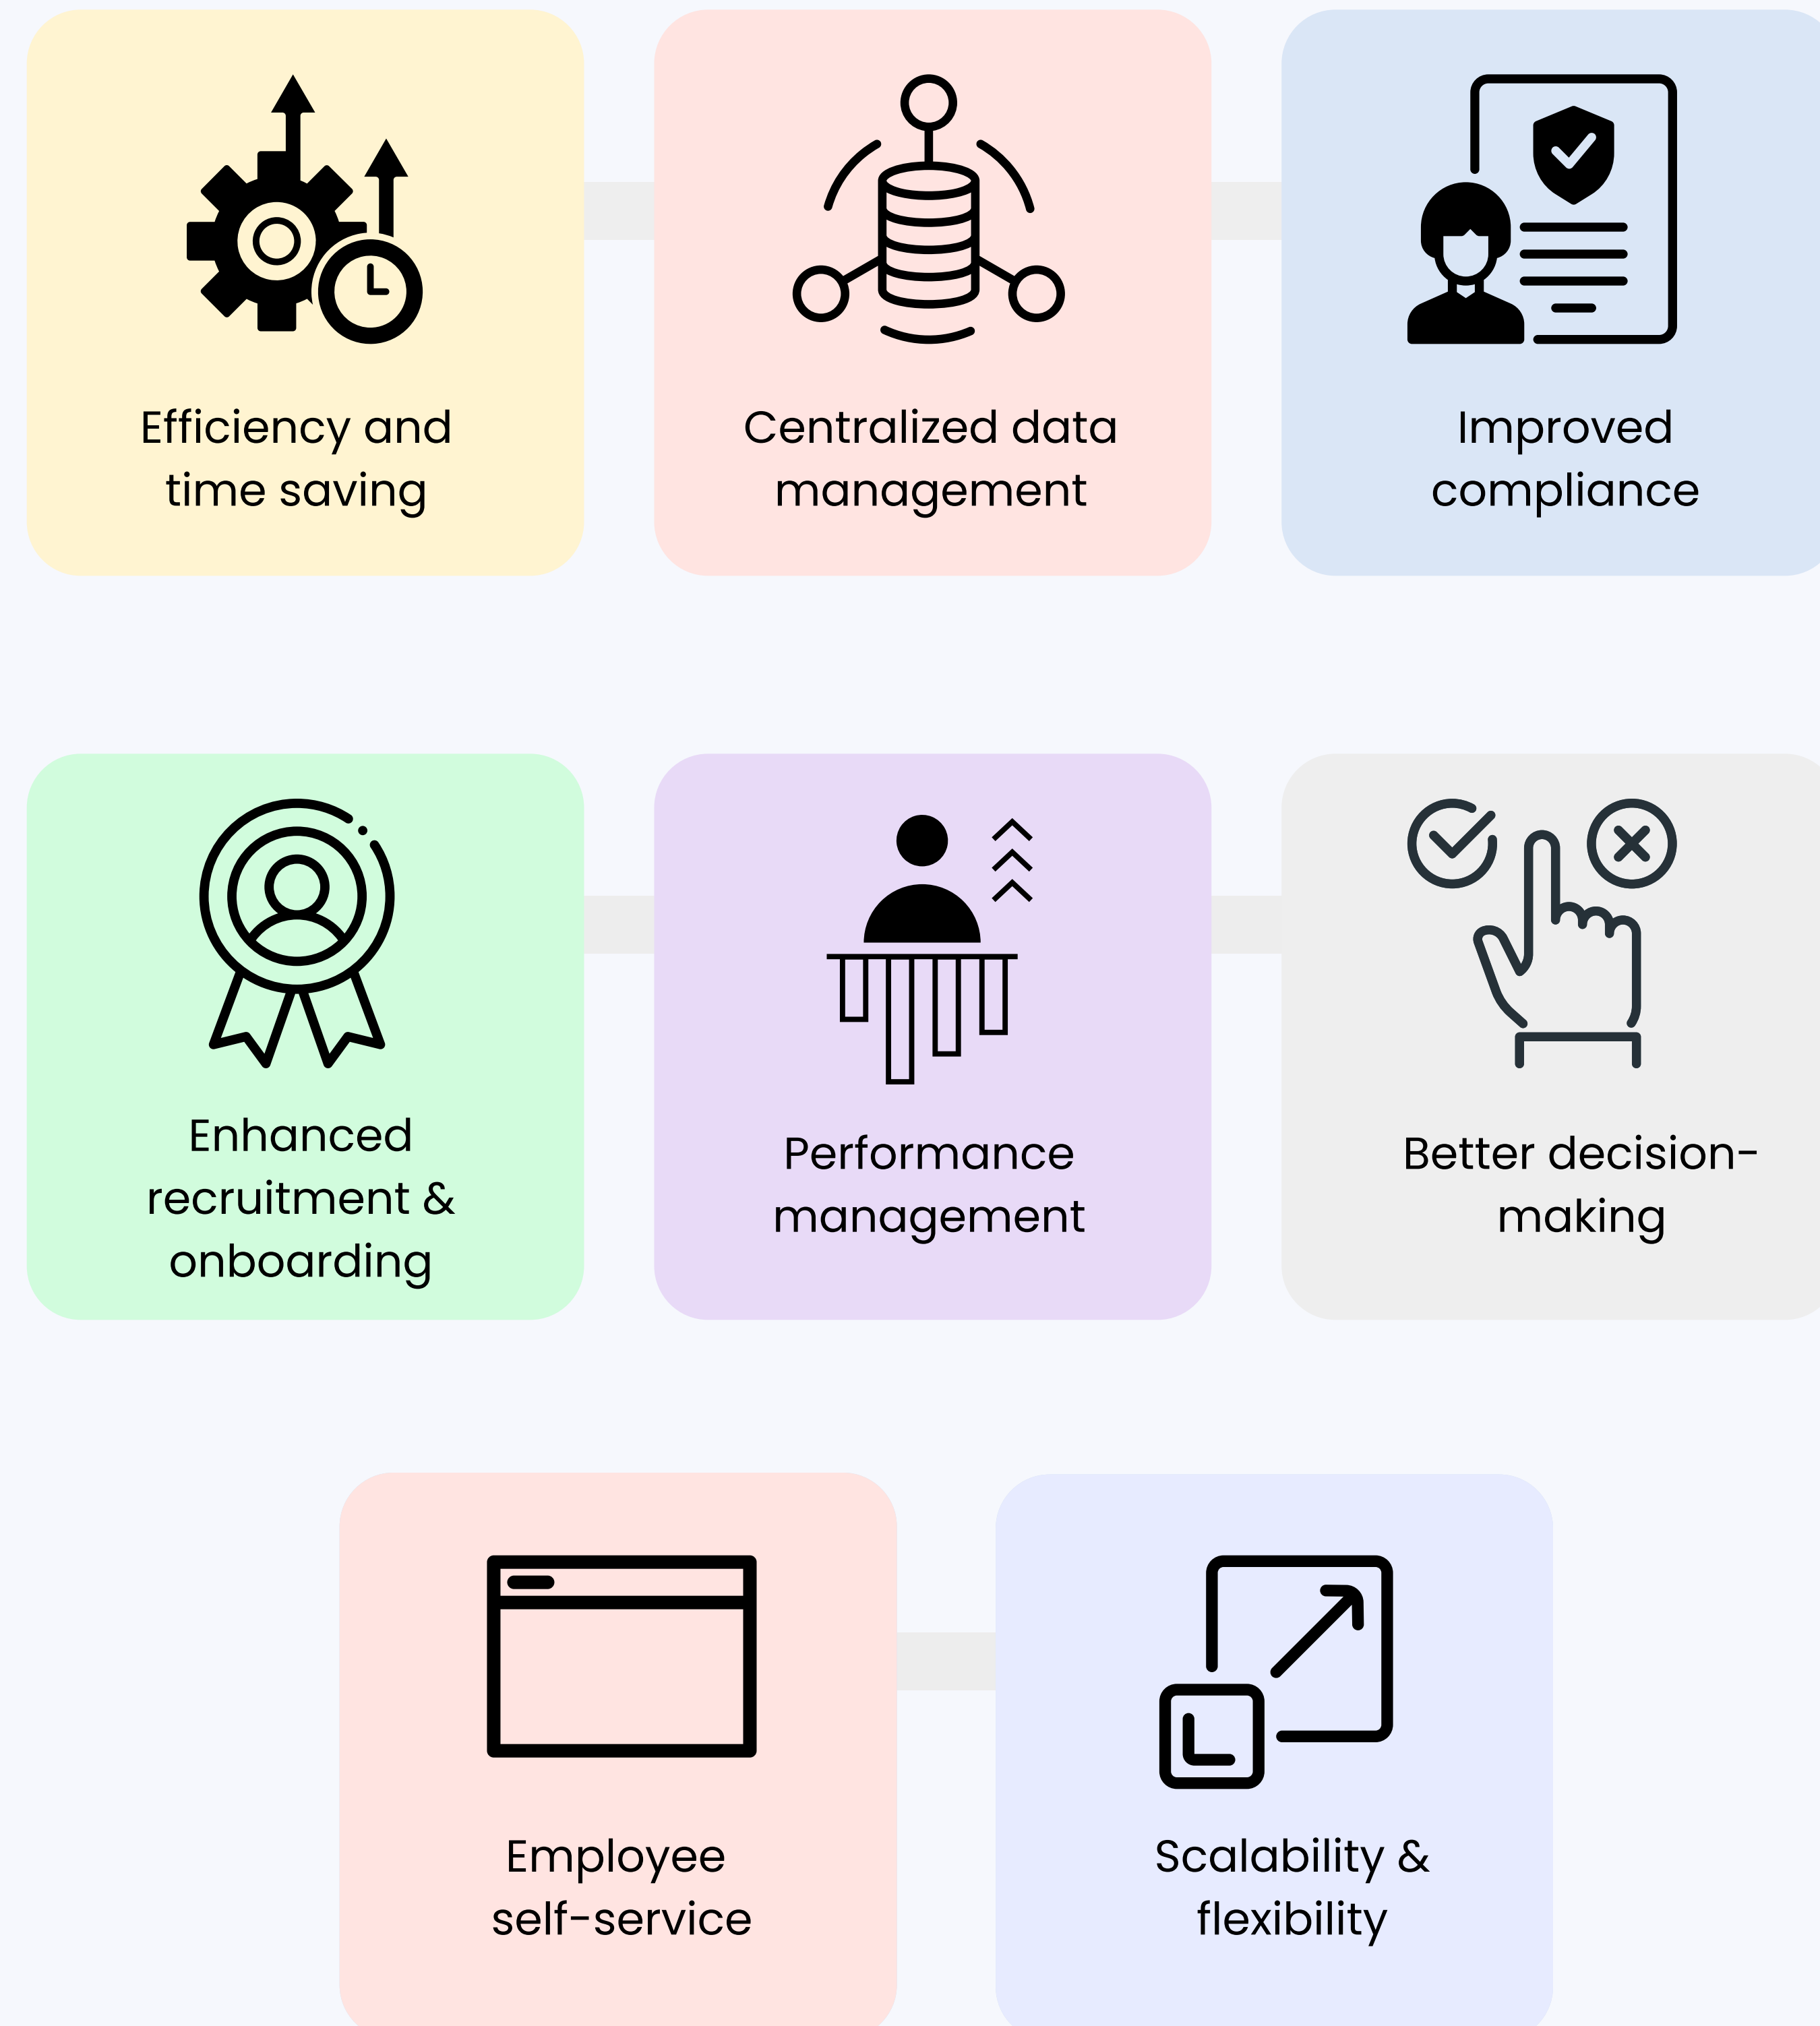 Efficiency and
time saving
Centralized data
management
Improved
compliance
Enhanced
recruitment &
onboarding
Performance
management
Better decision-
making
Employee
self-service
Scalability &
flexibility